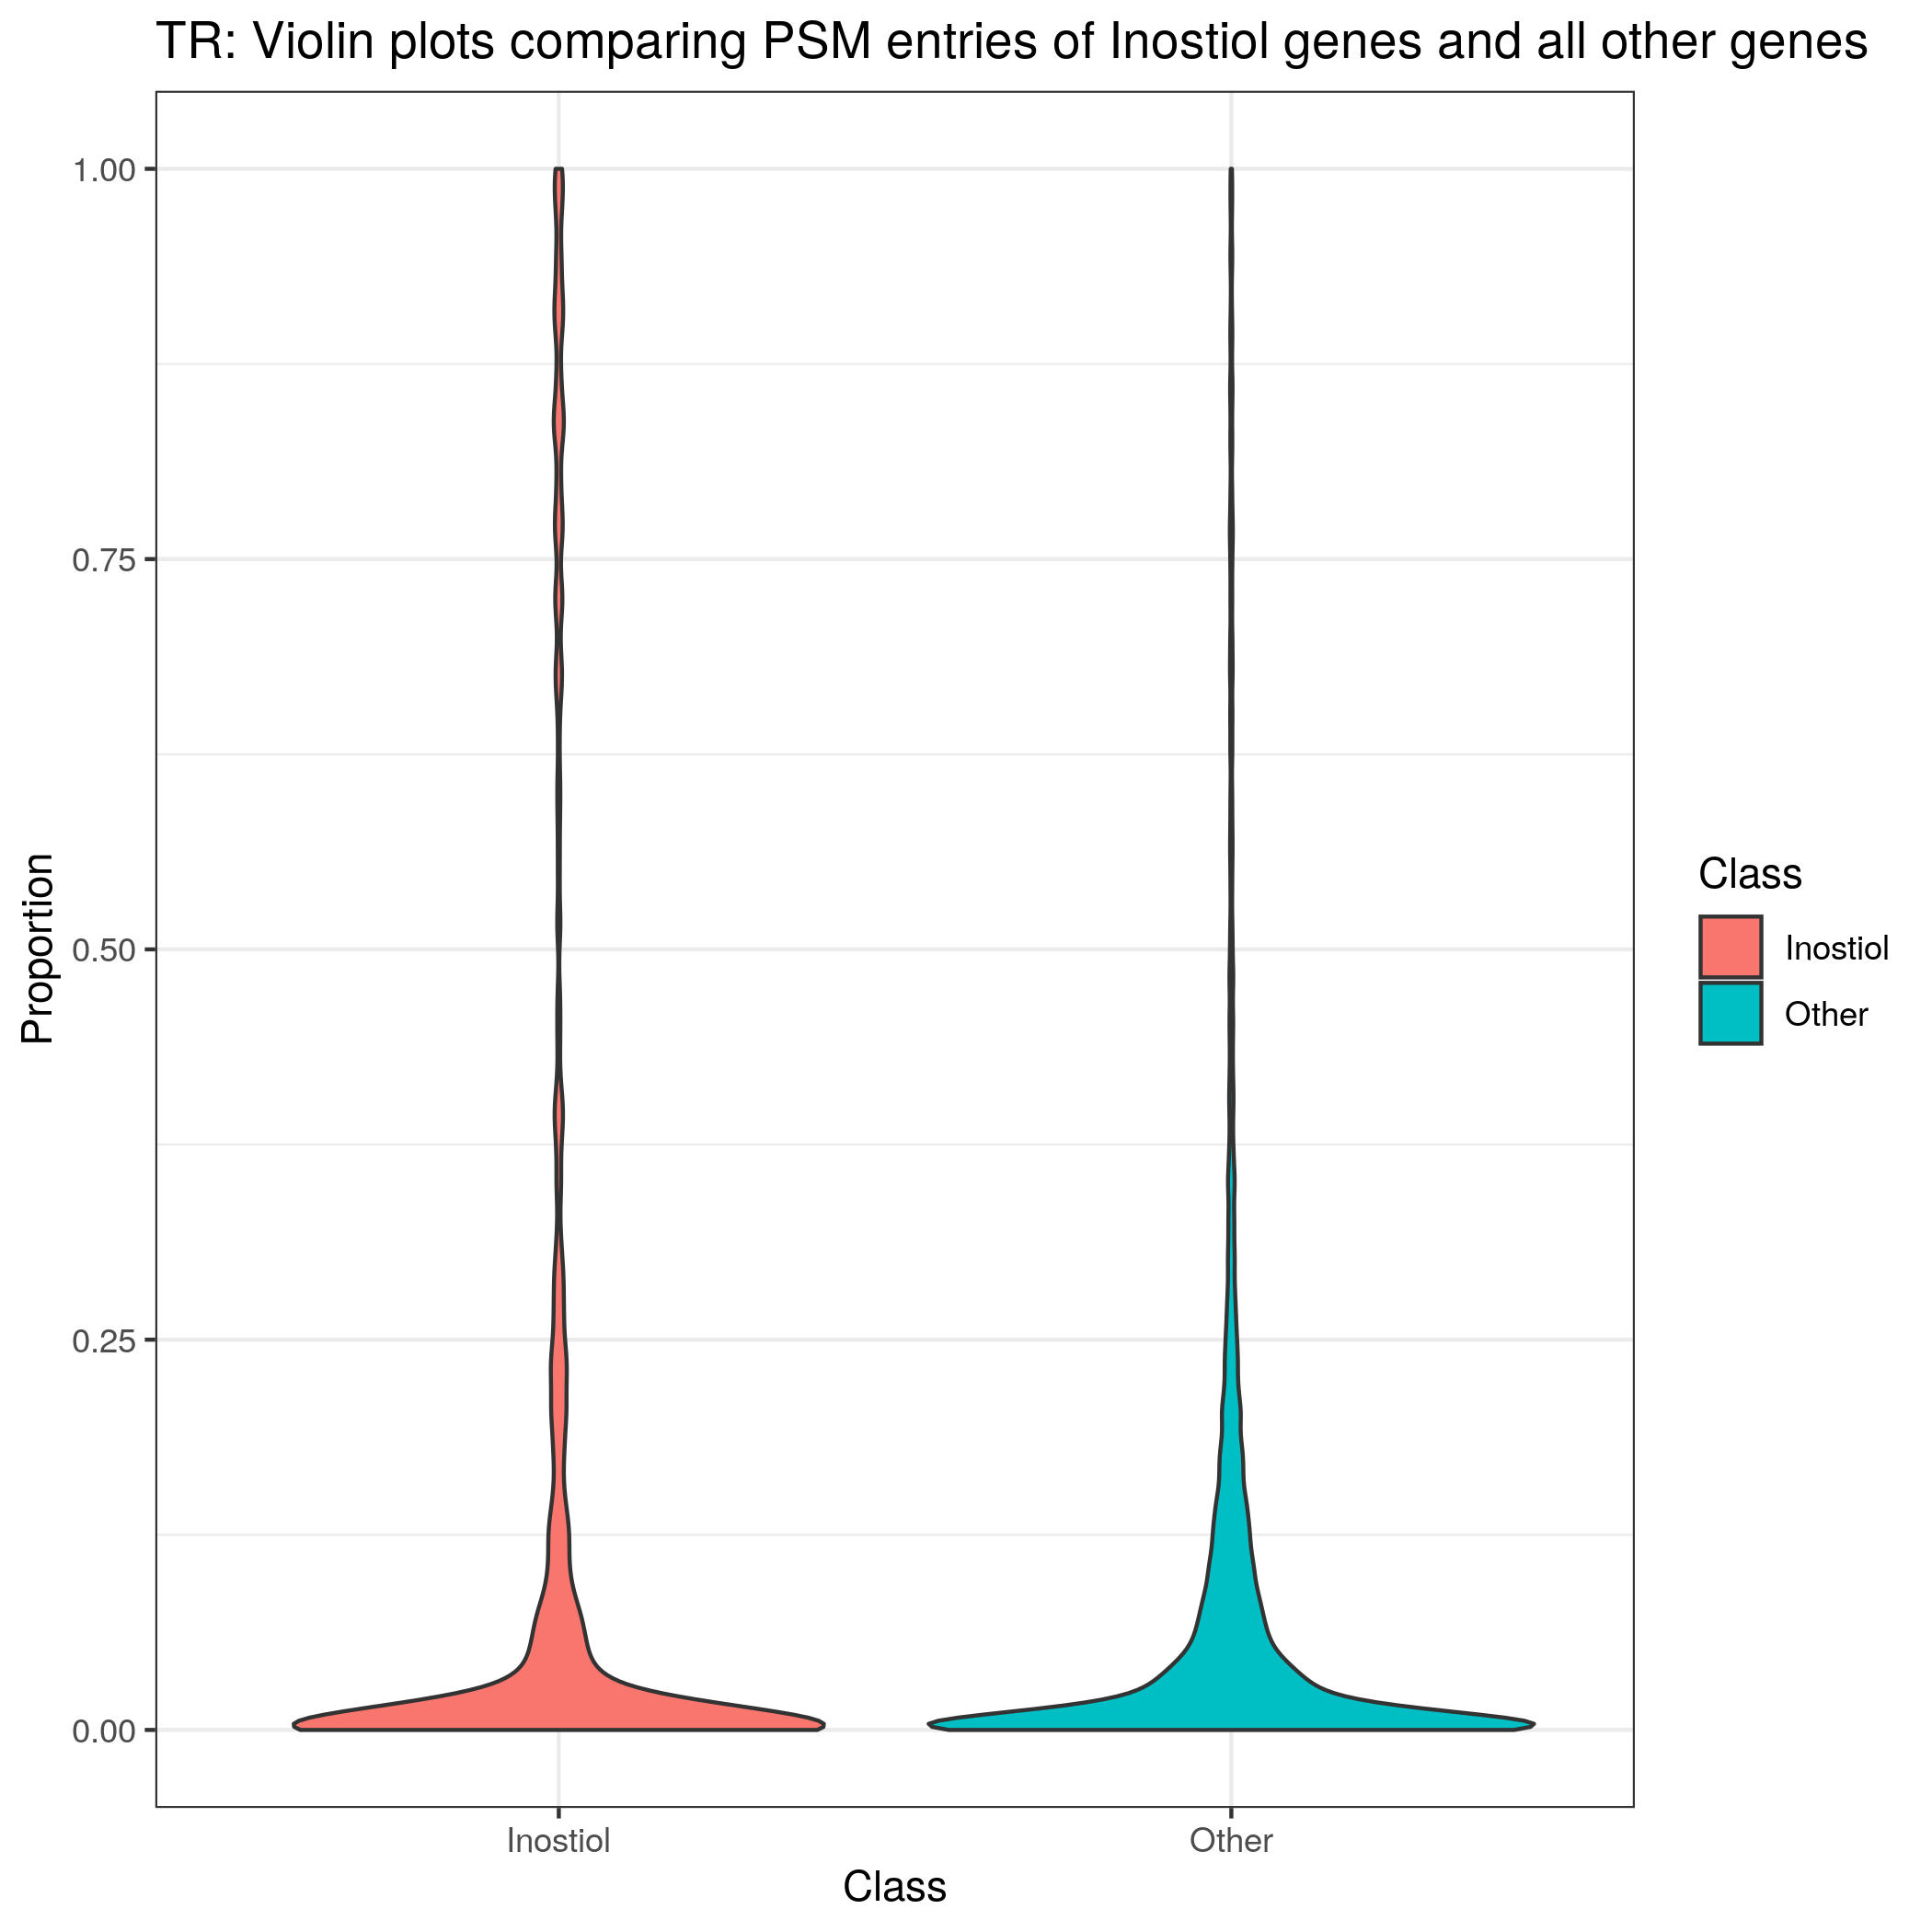 TR: Violin plots comparing PSM entries of Inostiol genes and all other genes
1.00
0.75
0.50
0.25
0.00
Proportion
Inostiol
Other
Class
Class
Inostiol
Other